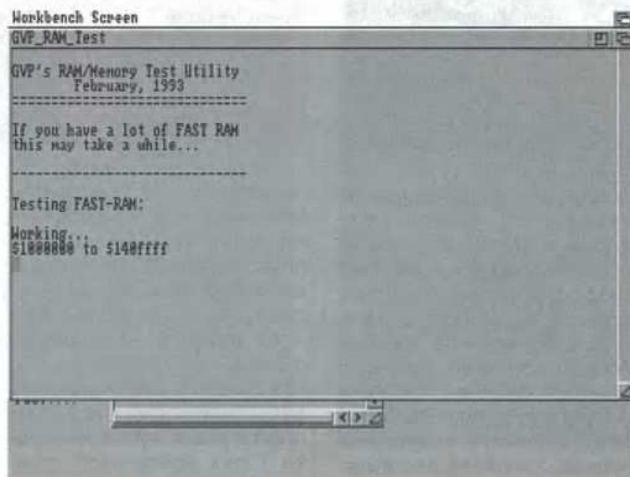 Workbench Screen
GVP_RAM_Test
GVP's RAM/Memory Test Utility
February, 1993
==============================
If you have a lot of FAST RAM
this may take a while...
------------------------------
Testing FAST-RAM:
Working...
$1000000 to $140ffff